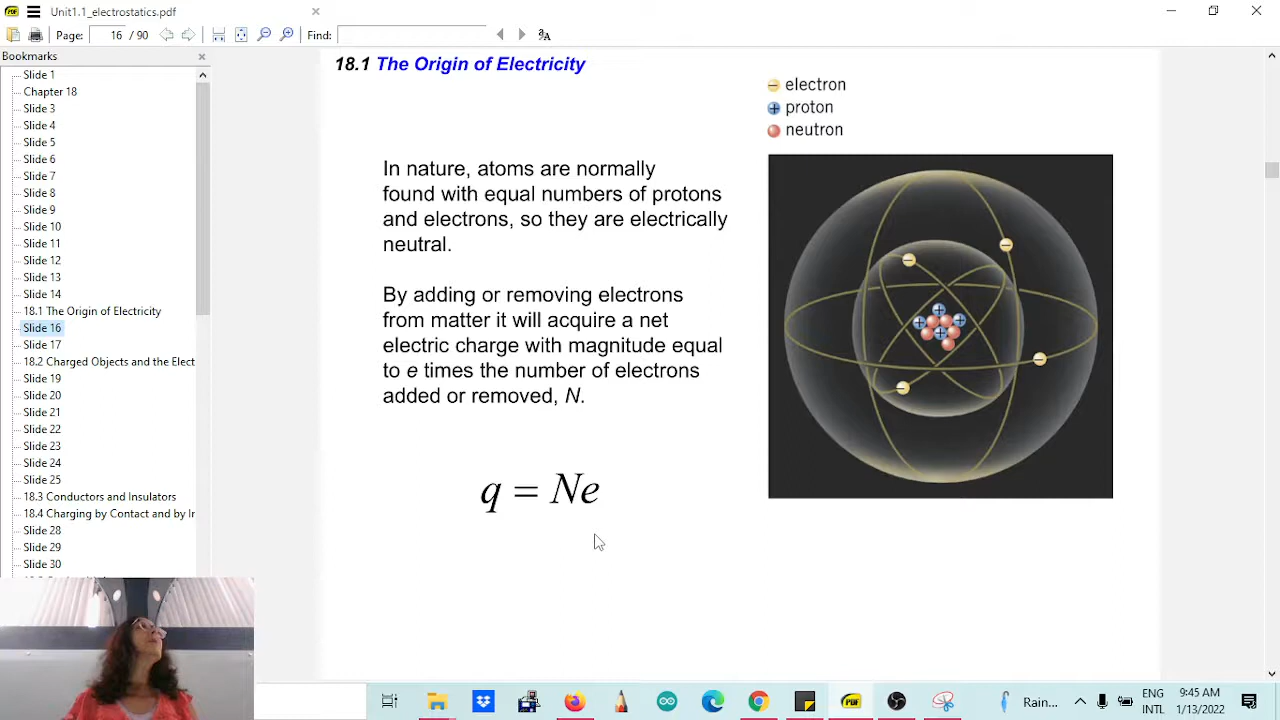 Unit1.1_electrostatics.pdf
Page: 16 / 90 Find:
Bookmarks
Slide 1
Chapter 18
Slide 3
Slide 4
Slide 5
Slide 6
Slide 7
Slide 8
Slide 9
Slide 10
Slide 11
Slide 12
Slide 13
Slide 14
18.1 The Origin of Electricity
Slide 16
Slide 17
18.2 Charged Objects and the Elect
Slide 19
Slide 20
Slide 21
Slide 22
Slide 23
Slide 24
Slide 25
18.3 Conductors and Insulators
18.4 Charging by Contact and by In
Slide 28
Slide 29
Slide 30
18.1 The Origin of Electricity
electron
proton
neutron
In nature, atoms are normally
found with equal numbers of protons
and electrons, so they are electrically
neutral.
By adding or removing electrons
from matter it will acquire a net
electric charge with magnitude equal
to e times the number of electrons
added or removed, N.
q = Ne
Rain...
ENG
INTL
9:45 AM
1/13/2022